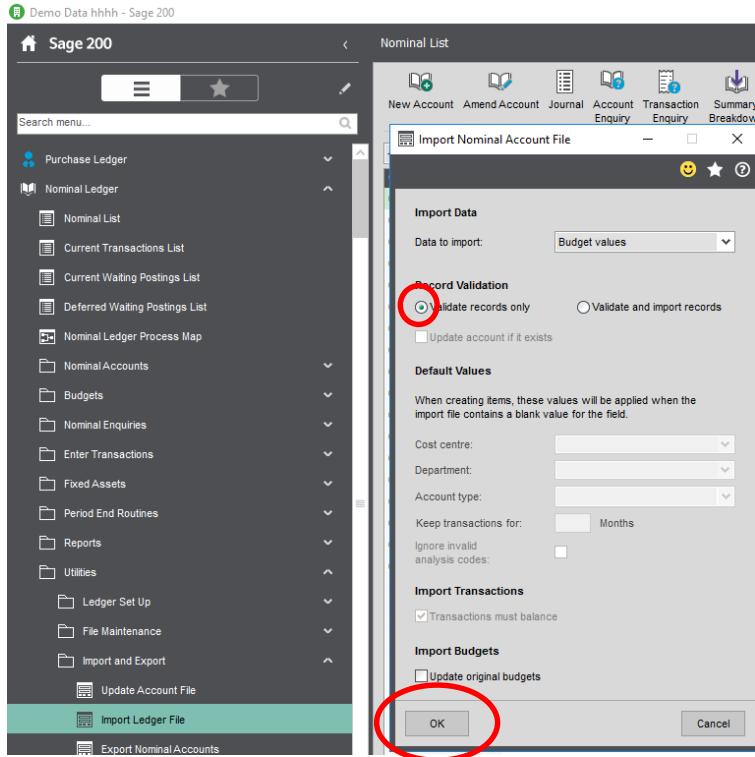 Demo Data hhhh - Sage 200
Sage 200
Search menu...
Purchase Ledger
Nominal Ledger
Nominal List
Current Transactions List
Current Waiting Postings List
Deferred Waiting Postings List
Nominal Ledger Process Map
Nominal Accounts
Budgets
Nominal Enquiries
Enter Transactions
Fixed Assets
Period End Routines
Reports
Utilities
Ledger Set Up
File Maintenance
Import and Export
Update Account File
Import Ledger File
Export Nominal Accounts
Nominal List
New Account Amend Account Journal Account Enquiry Transaction Enquiry Summary Breakdow
Import Nominal Account File
Import Data
Data to import: Budget values
Record Validation
Validate records only Validate and import records
Update account if it exists
Default Values
When creating items, these values will be applied when the
import file contains a blank value for the field.
Cost centre:
Department:
Account type:
Keep transactions for: Months
Ignore invalid
analysis codes:
Import Transactions
Transactions must balance
Import Budgets
Update original budgets
OK Cancel